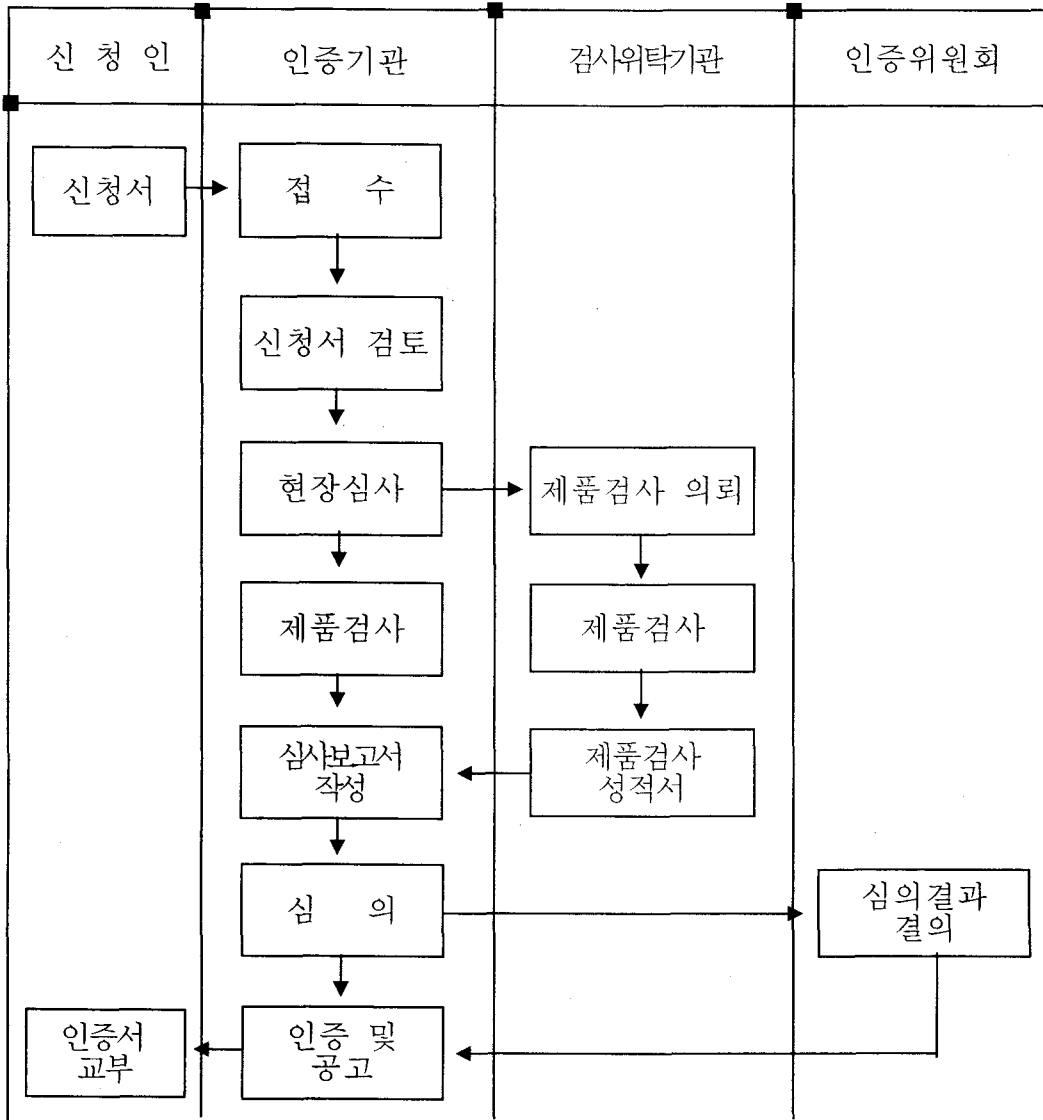 신 청 인
인증기관
검사위탁기관
인증위원회
신청서
접 수
신청서 검토
현장심사
제품검사 의뢰
제품검사
제품검사
심사보고서
작성
제품검사
성적서
심 의
심의결과
결의
인증서
교부
인증 및
공고